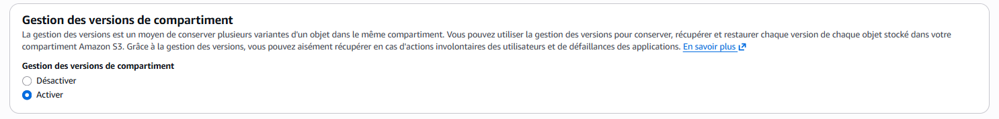 Gestion des versions de compartiment
La gestion des versions est un moyen de conserver plusieurs variantes d'un objet dans le même compartiment. Vous pouvez utiliser la gestion des versions pour conserver, récupérer et restaurer chaque version de chaque objet stocké dans votre
compartiment Amazon S3. Grâce à la gestion des versions, vous pouvez aisément récupérer en cas d'actions involontaires des utilisateurs et de défaillances des applications. En savoir plus
Gestion des versions de compartiment
Désactiver
Activer